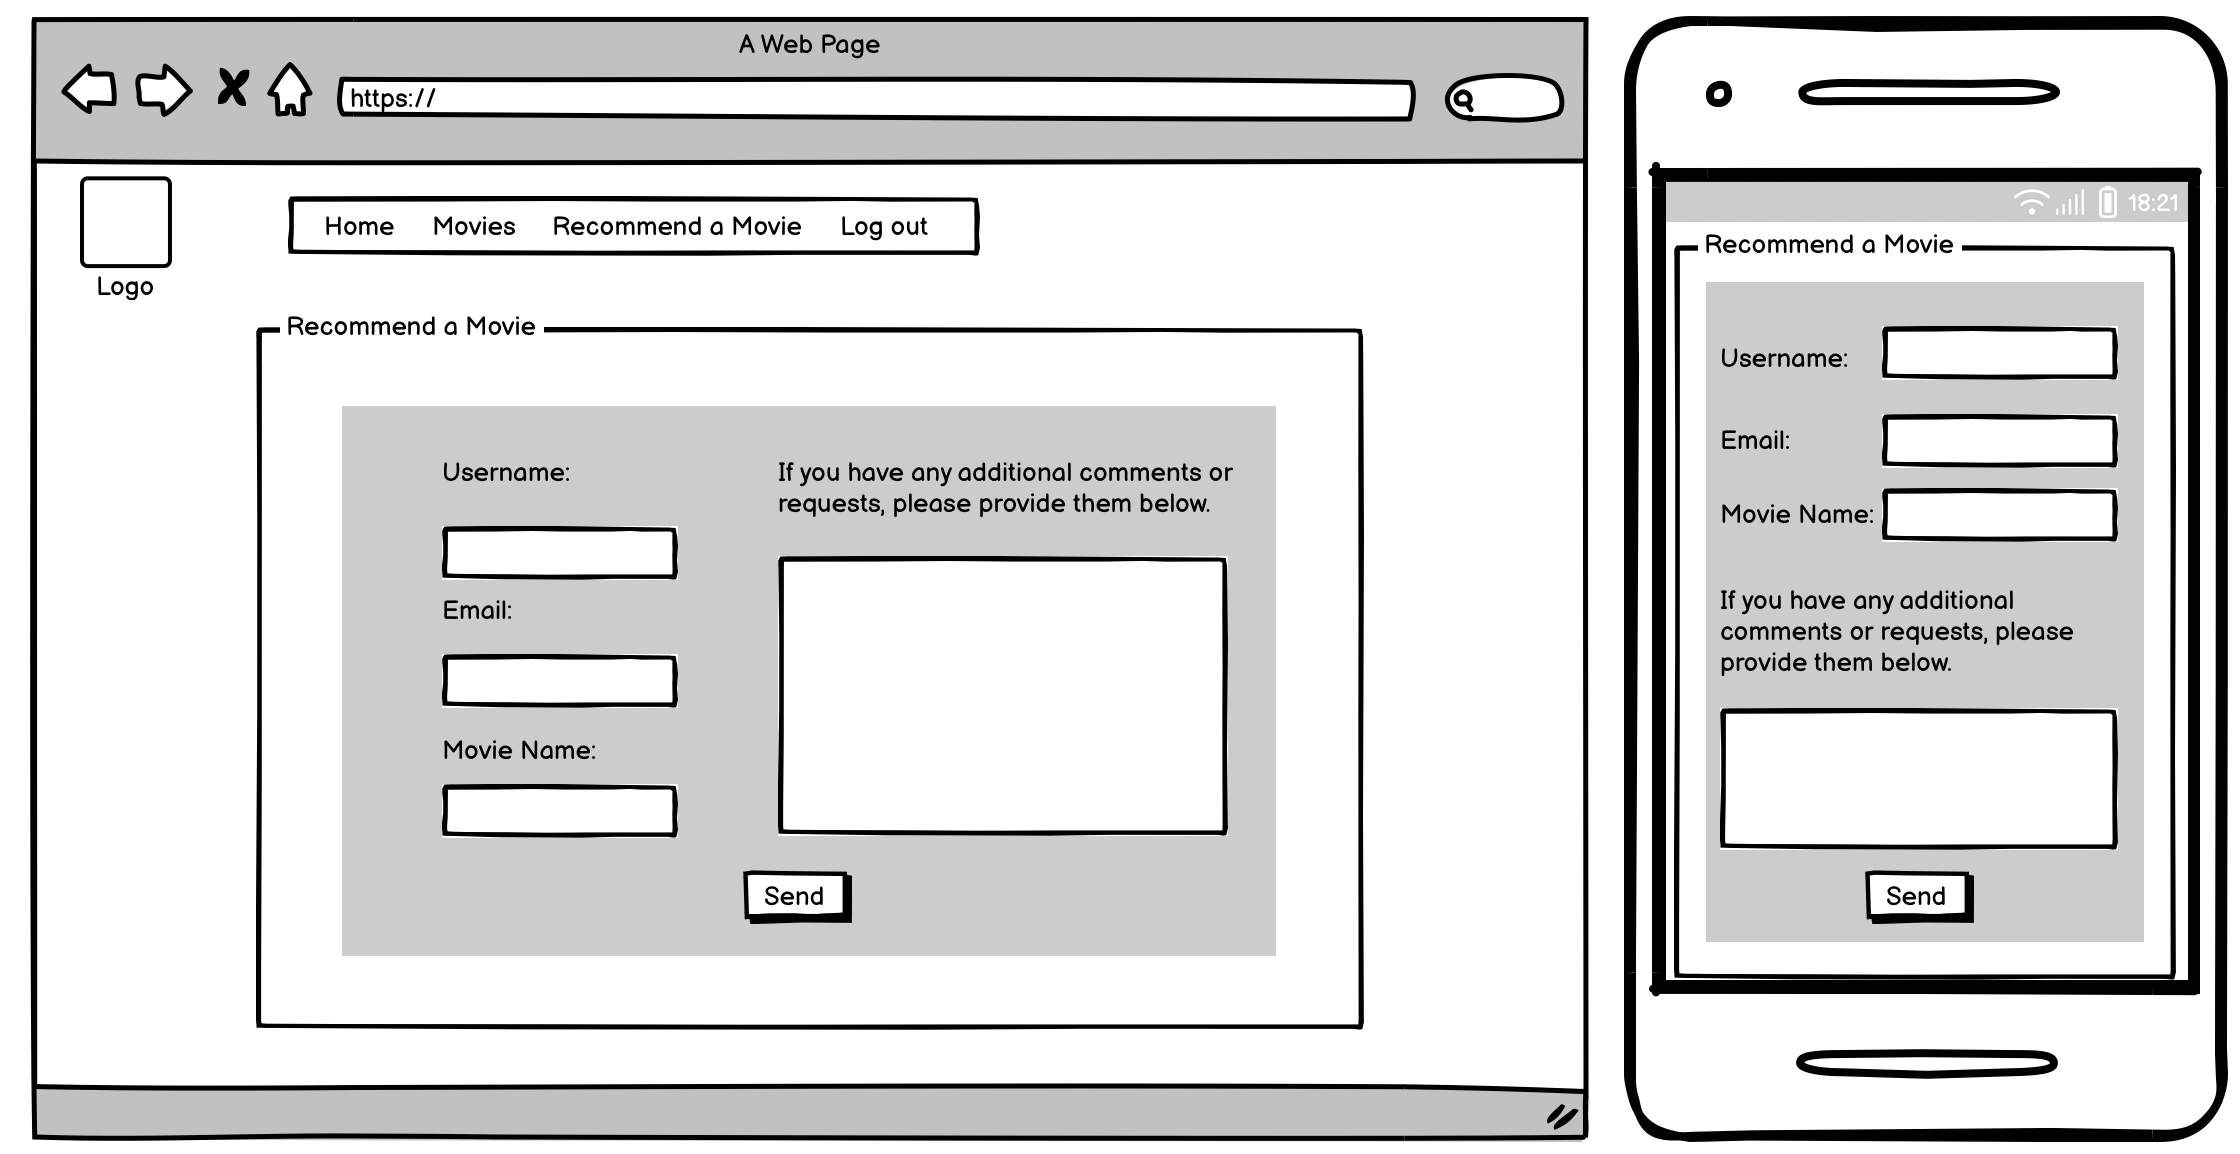 A Web Page
https://
Home Movies Recommend a Movie Log out
Logo
Recommend a Movie
Username:
Email:
Movie Name:
If you have any additional comments or
requests, please provide them below.
Send
18:21
Recommend a Movie
Username:
Email:
Movie Name:
If you have any additional
comments or requests, please
provide them below.
Send